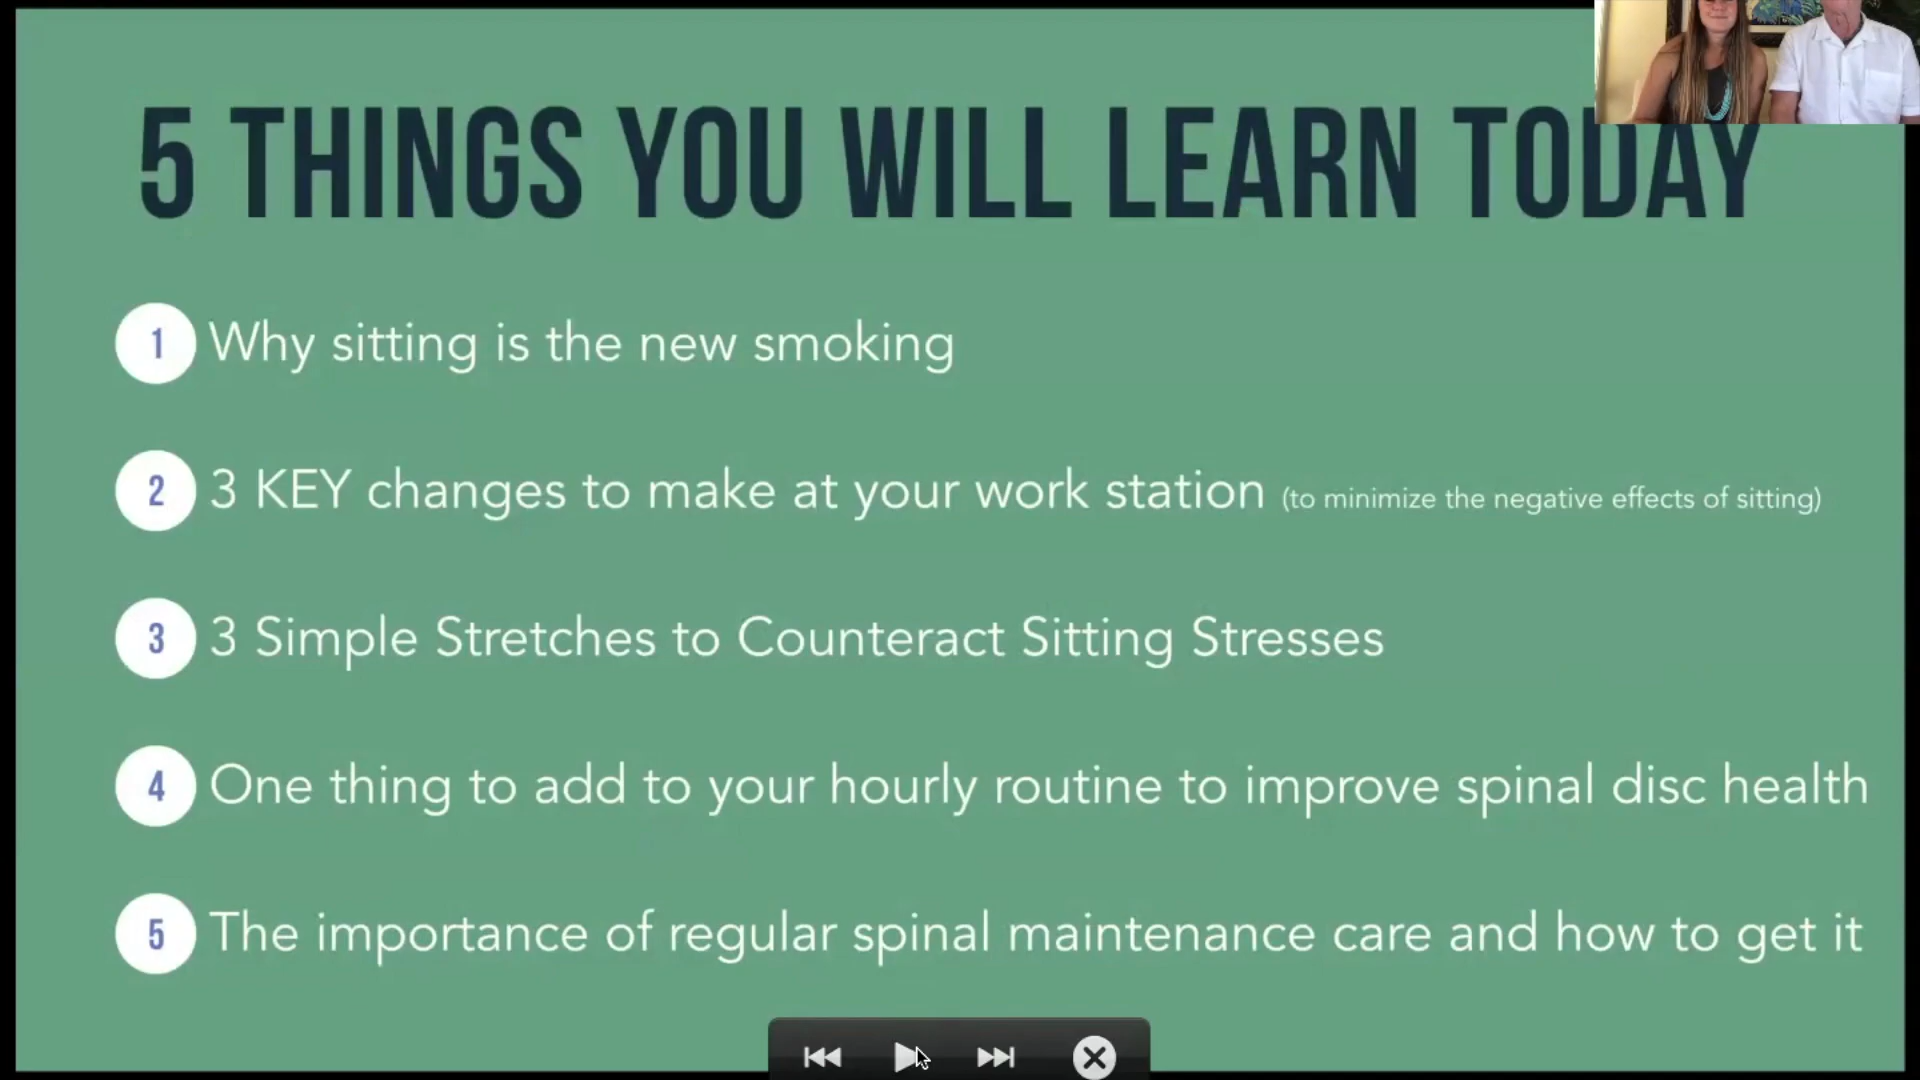 5 THINGS YOU WILL LEARN TODAY
1 Why sitting is the new smoking
2 3 KEY changes to make at your work station (to minimize the negative effects of sitting)
3 3 Simple Stretches to Counteract Sitting Stresses
4 One thing to add to your hourly routine to improve spinal disc health
5 The importance of regular spinal maintenance care and how to get it